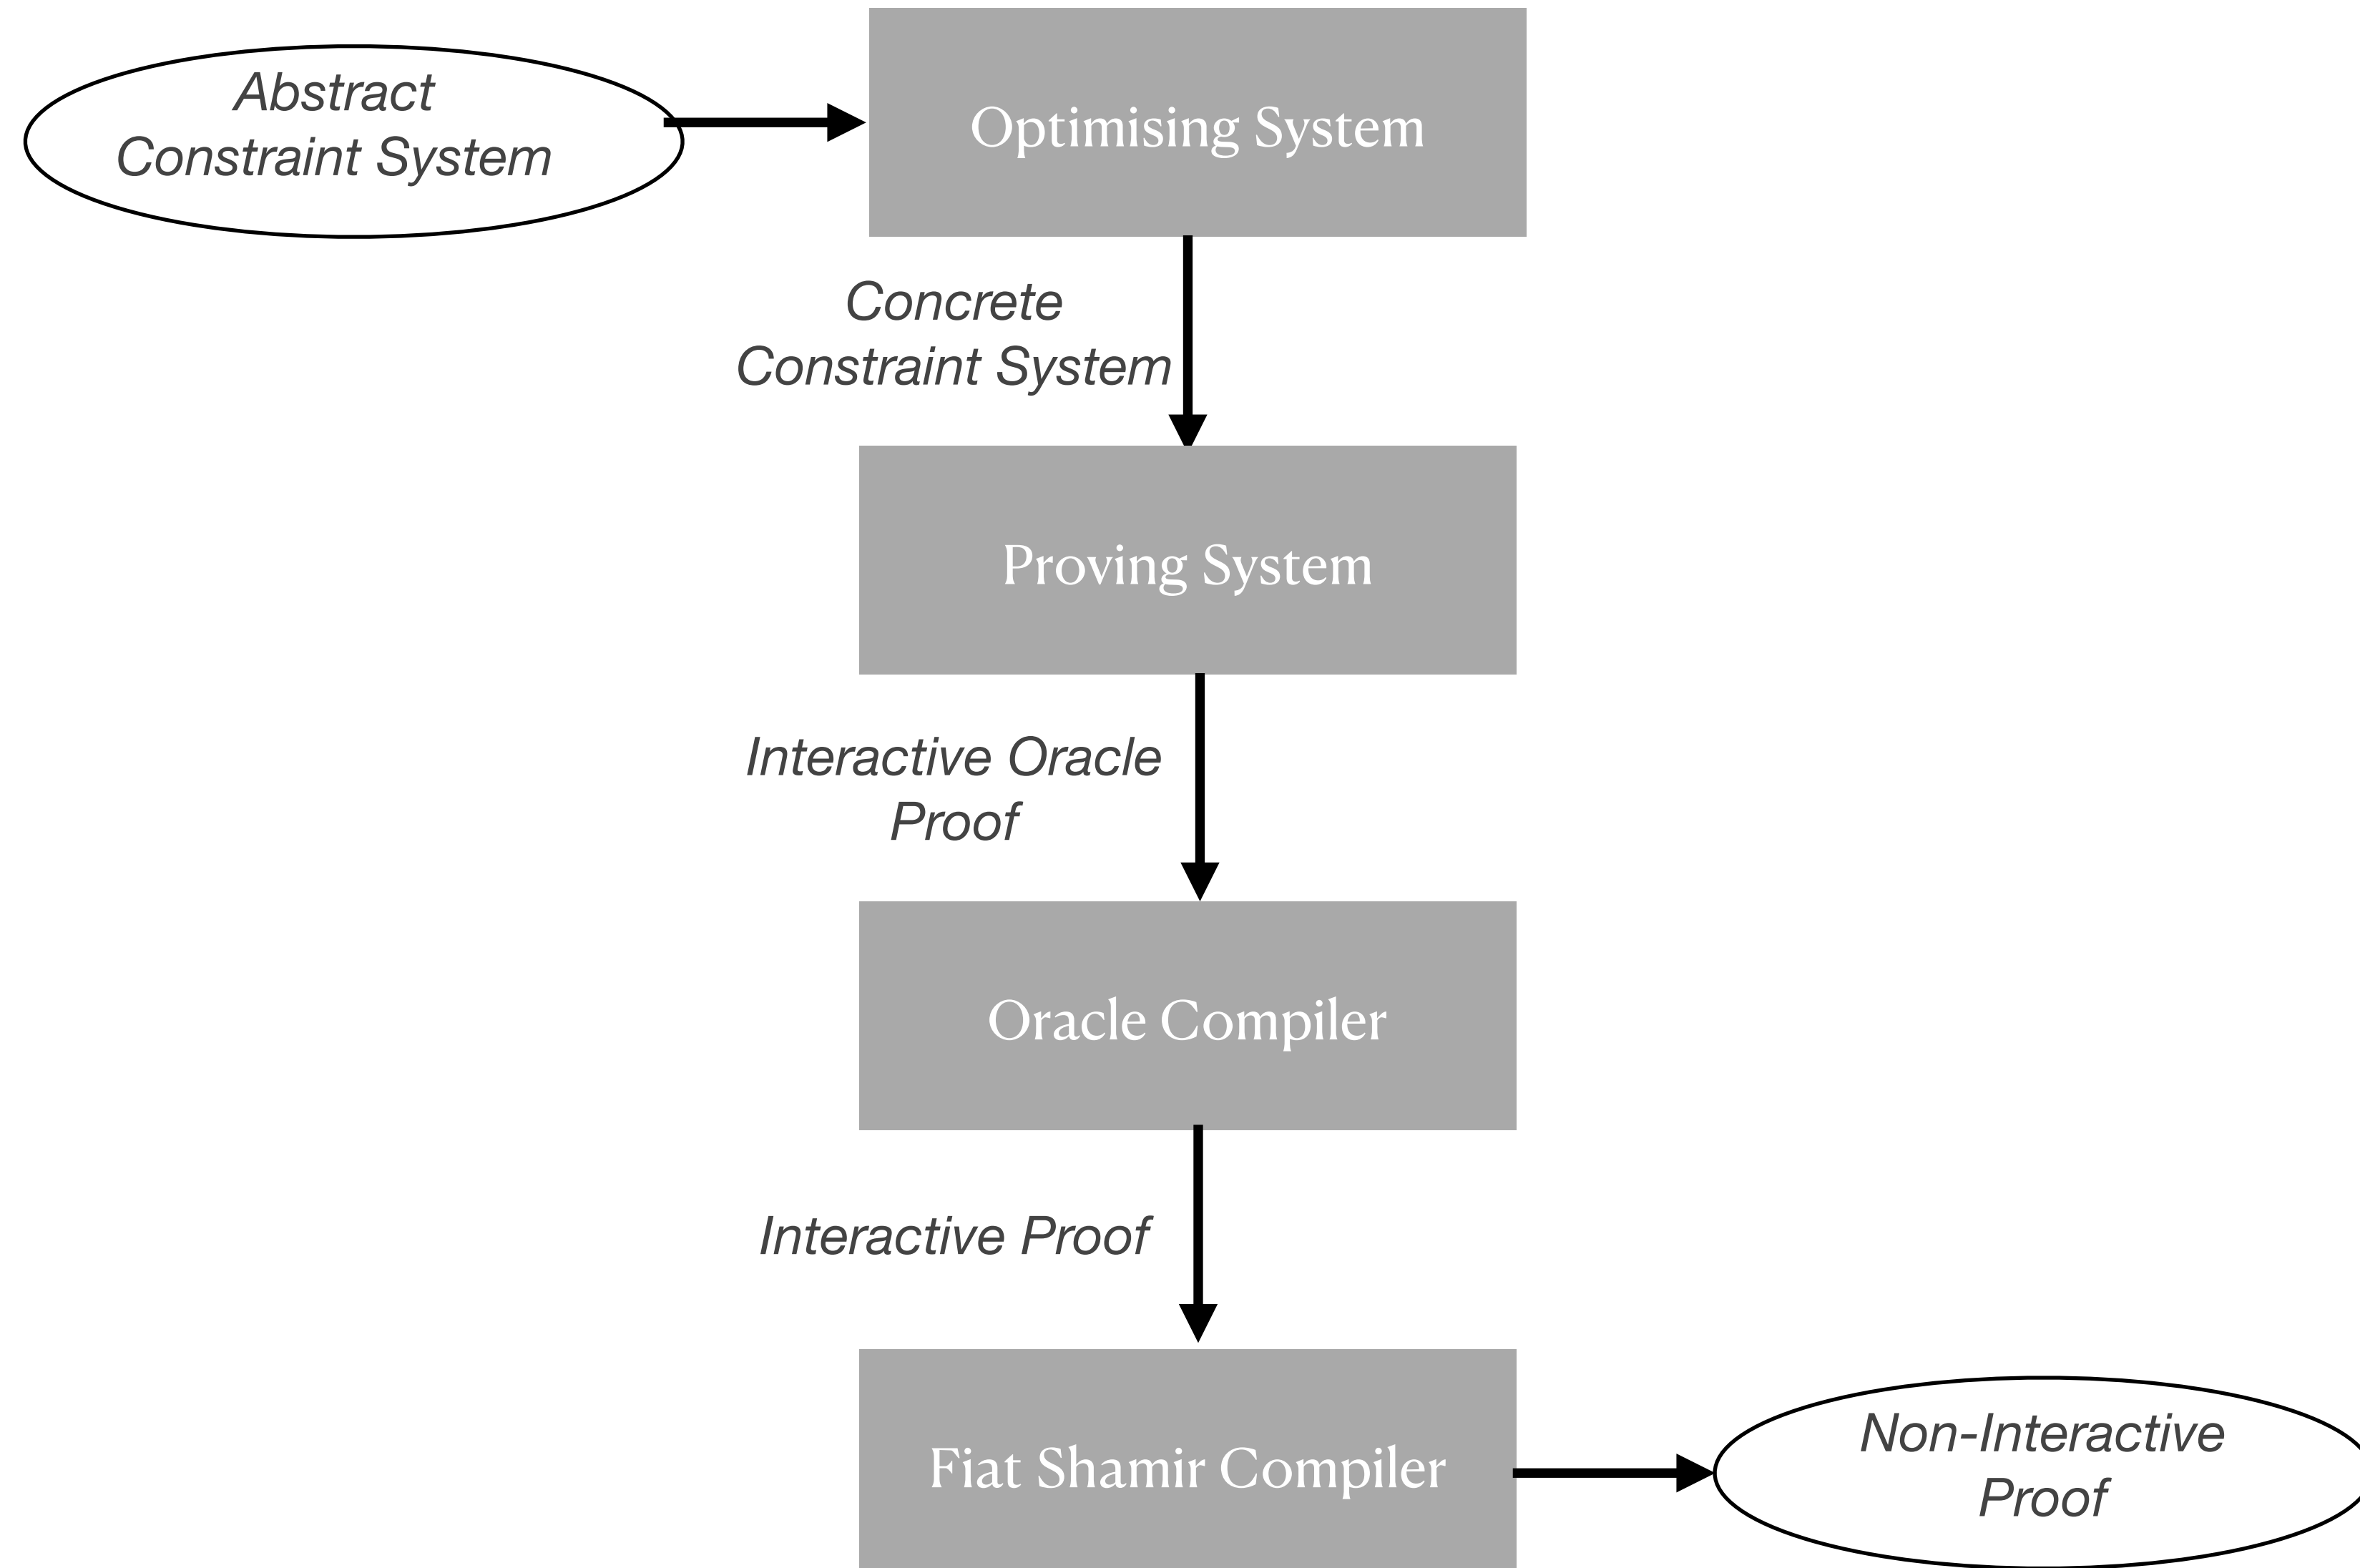 Abstract
Constraint System
Optimising System
Concrete
Constraint System
Proving System
Interactive Oracle
Proof
Oracle Compiler
Interactive Proof
Fiat Shamir Compiler
Non-Interactive
Proof